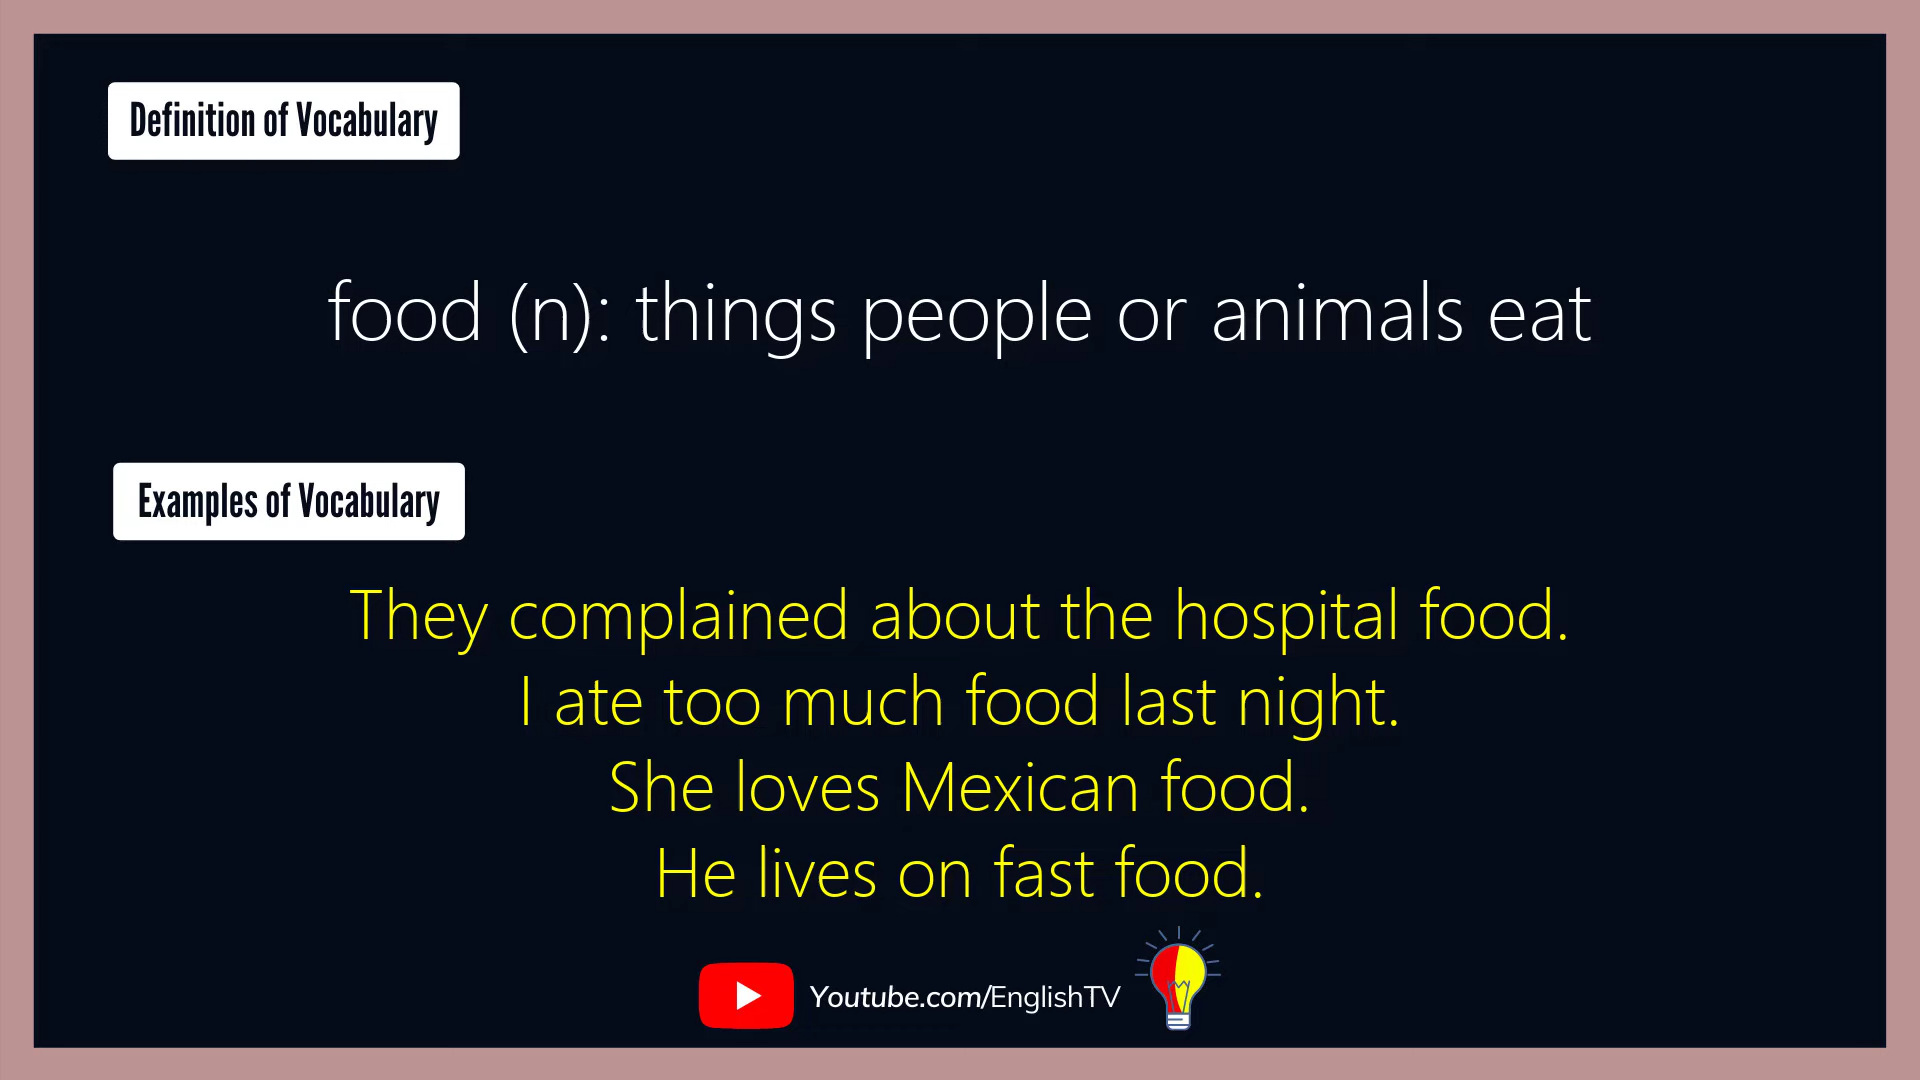 Definition of Vocabulary
food (n): things people or animals eat
Examples of Vocabulary
They complained about the hospital food.
I ate too much food last night.
She loves Mexican food.
He lives on fast food.
Youtube.com/EnglishTV